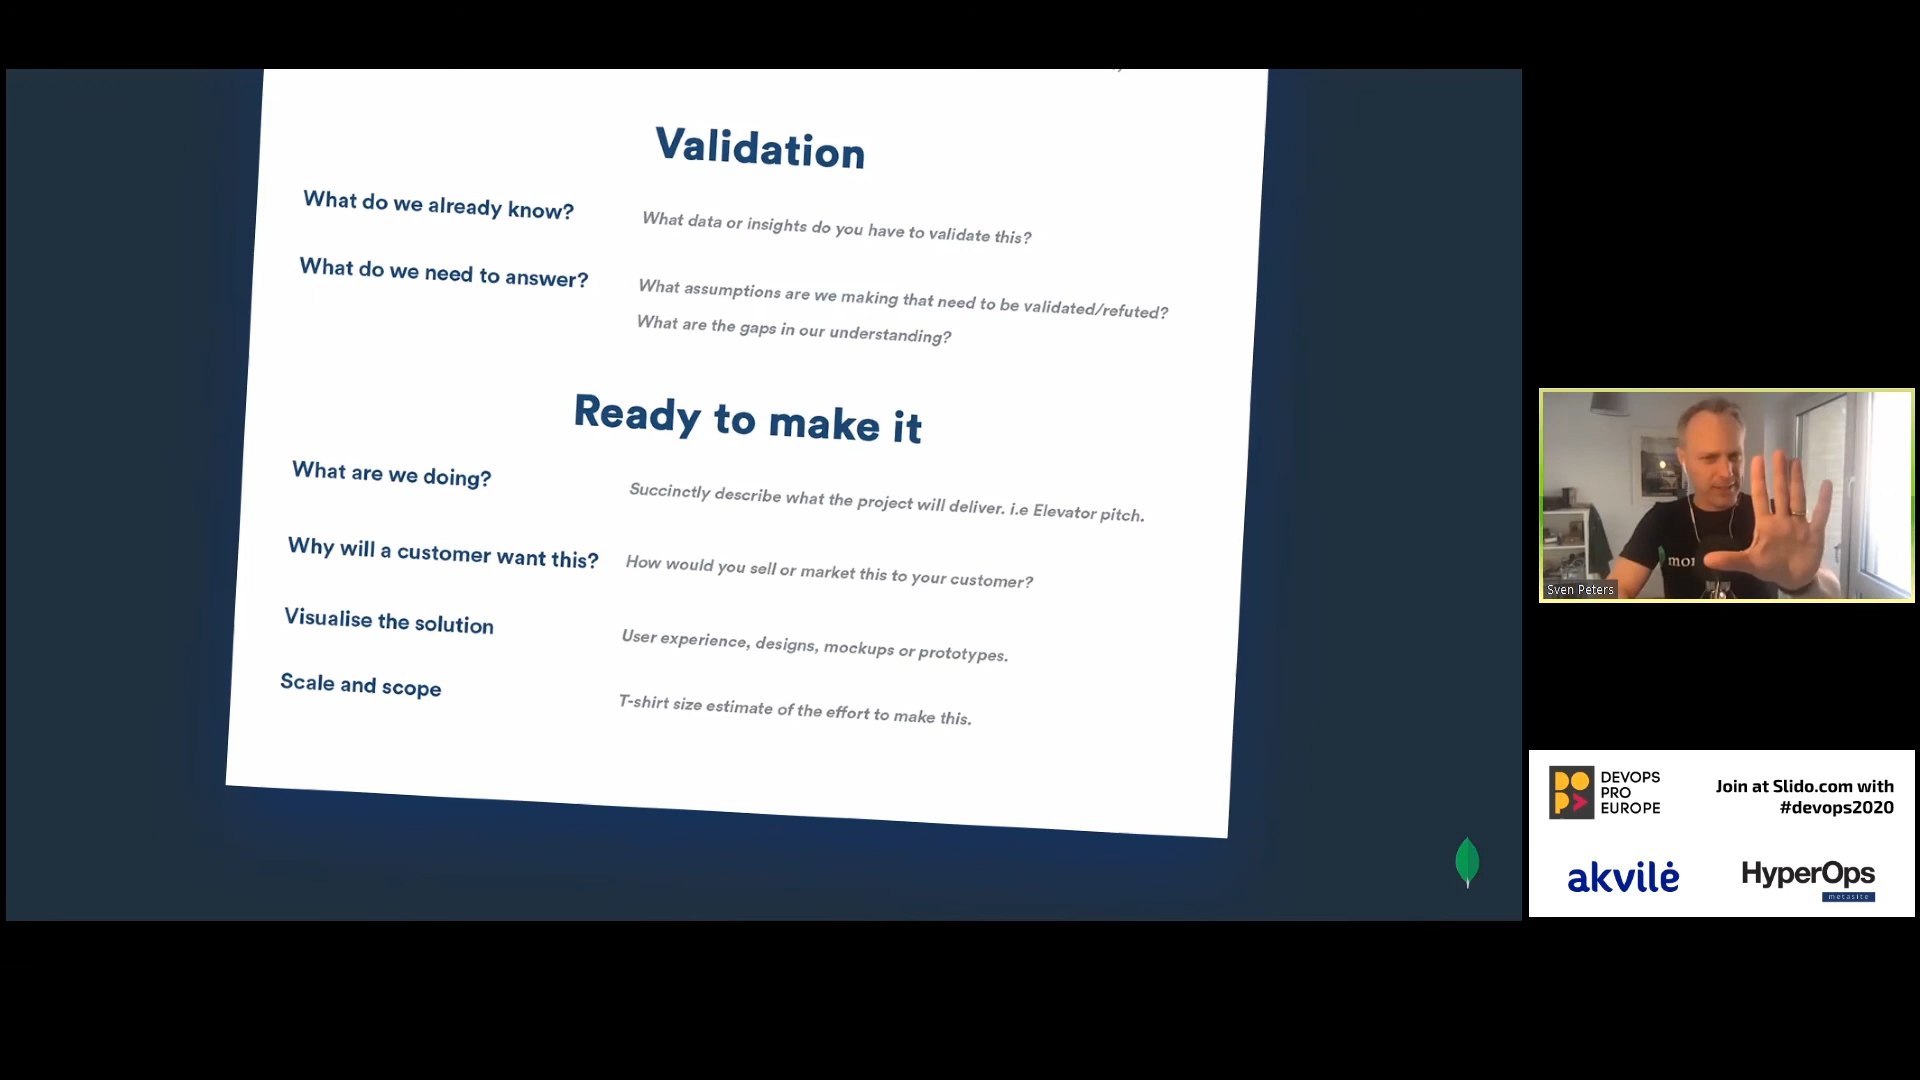 Validation
What do we already know?
What data or insights do you have to validate this?
What do we need to answer?
What assumptions are we making that need to be validated/refuted?
What are the gaps in our understanding?
Ready to make it
What are we doing?
Succinctly describe what the project will deliver. i.e Elevator pitch.
Why will a customer want this?
How would you sell or market this to your customer?
Visualise the solution
User experience, designs, mockups or prototypes.
Scale and scope
T-shirt size estimate of the effort to make this.
mon
Sven Peters
DEVOPS
PRO
EUROPE
Join at Slido.com with
#devops2020
akvilė
HyperOps
metasite